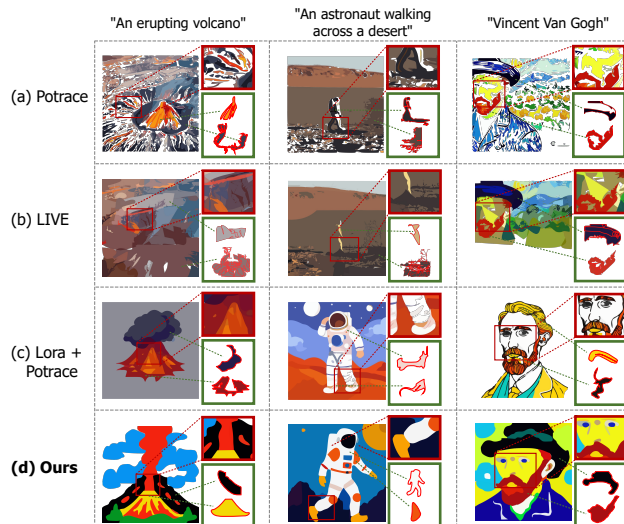 "An erupting volcano"
"An astronaut walking
across a desert"
"Vincent Van Gogh"
(a) Potrace
(b) LIVE
(c) Lora +
Potrace
(d) Ours